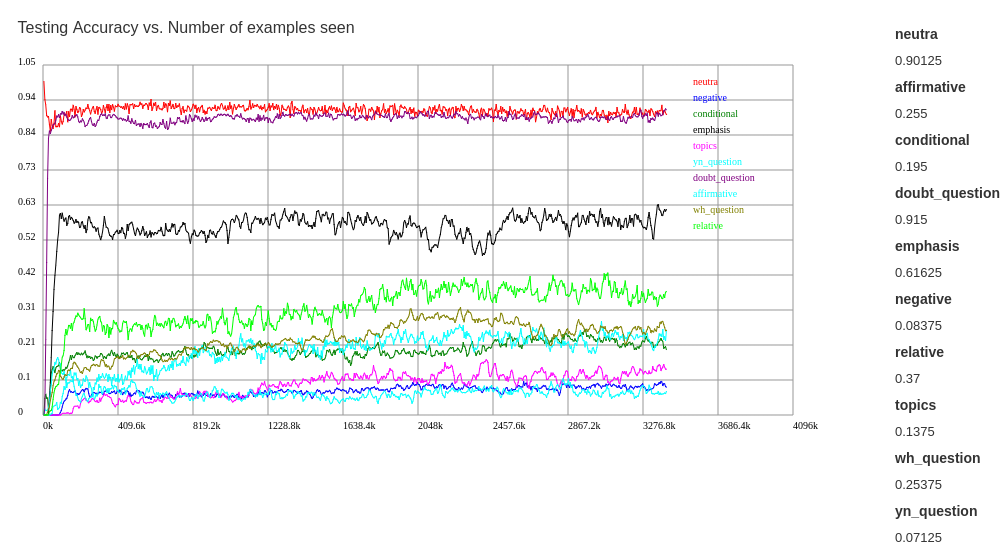 Testing Accuracy vs. Number of examples seen
1.05
0.94
0.84
0.73
0.63
0.52
0.42
0.31
0.21
0.1
0
0k
409.6k
819.2k
1228.8k
1638.4k
2048k
2457.6k
2867.2k
3276.8k
3686.4k
4096k
neutra
negative
conditional
emphasis
topics
yn_question
doubt_question
affirmative
wh_question
relative
neutra
0.90125
affirmative
0.255
conditional
0.195
doubt_question
0.915
emphasis
0.61625
negative
0.08375
relative
0.37
topics
0.1375
wh_question
0.25375
yn_question
0.07125